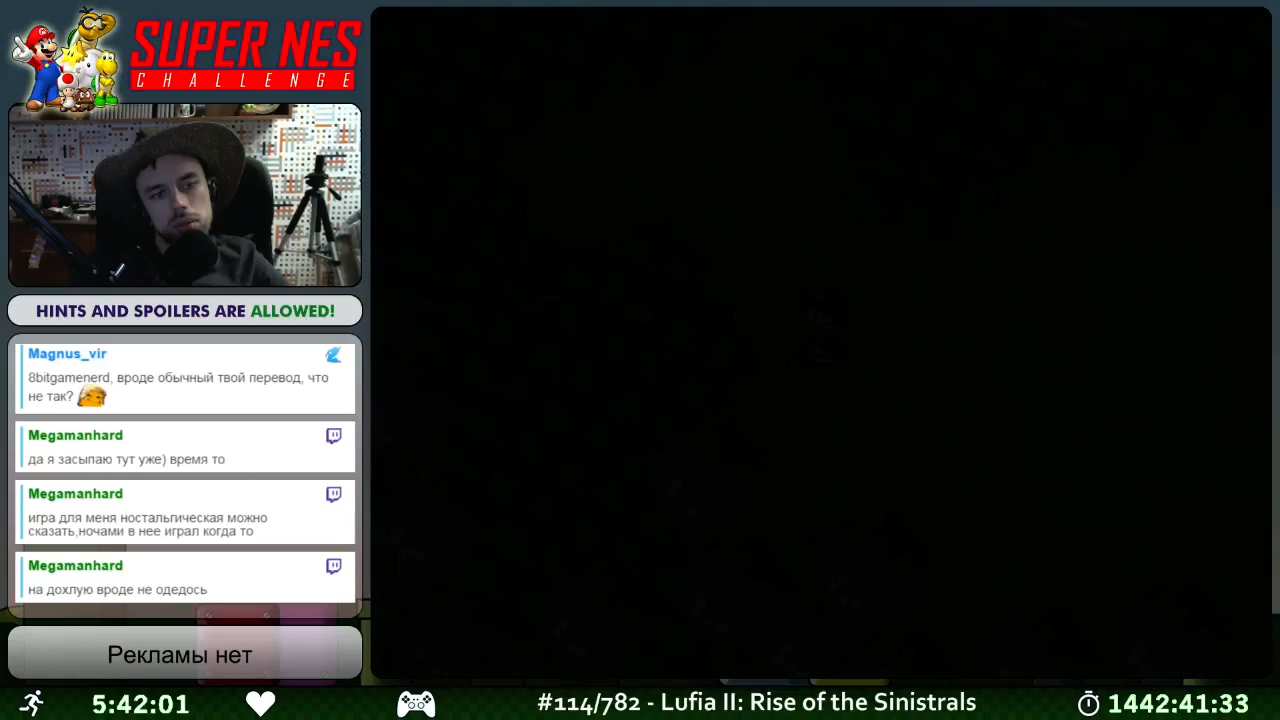 SUPER NES
CHALLENGE
HINTS AND SPOILERS ARE ALLOWED!
Magnus_vir
8bitgamenerd, вроде обычный твой перевод, что
не так?
Megamanhard
да я засыпаю тут уже) время то
Megamanhard
игра для меня ностальгическая можно
сказать,ночами в нее играл когда то
Megamanhard
на дохлую вроде не одедось
Рекламы нет
5:42:01
#114/782 - Lufia II: Rise of the Sinistrals
1442:41:33